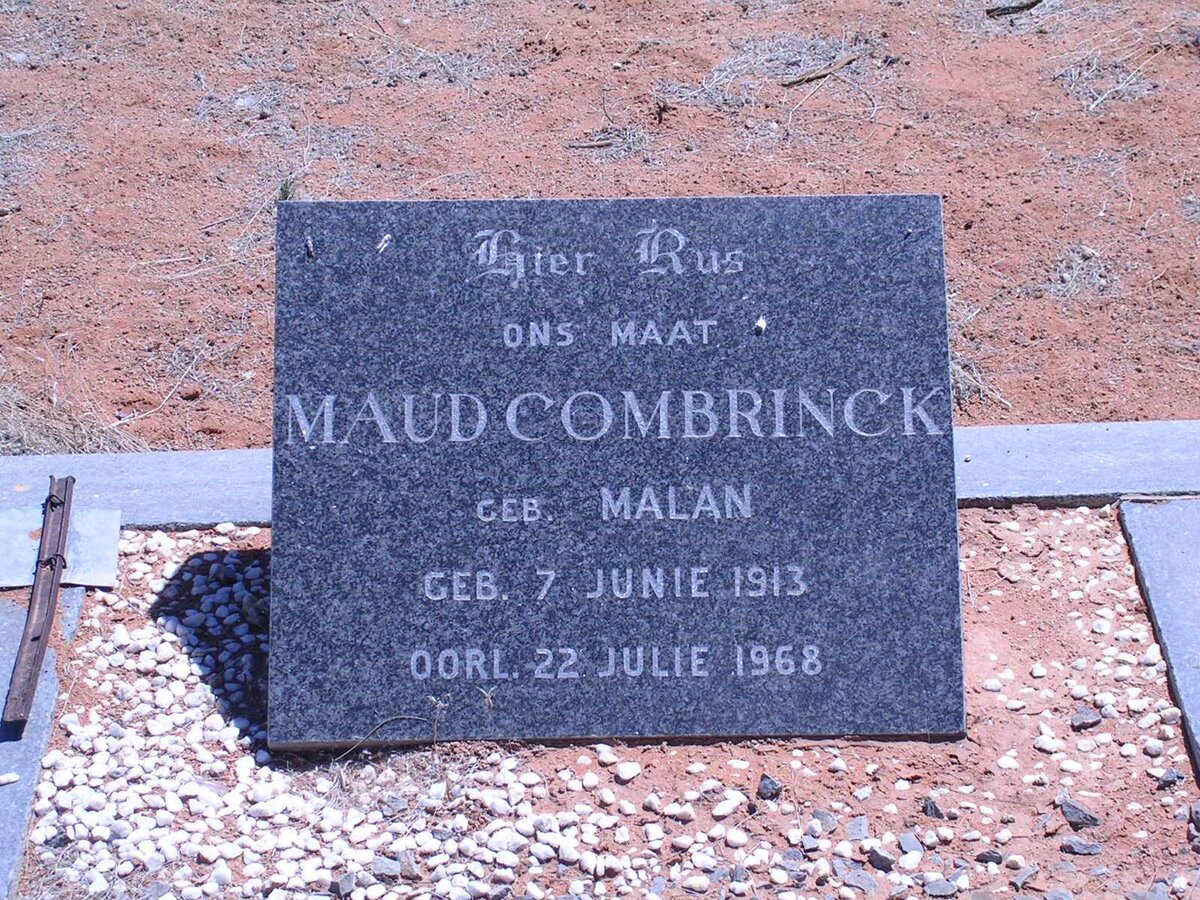 Hier Rus
ONS MAAT
MAUD COMBRINCK
GEB. MALAN
GEB. 7 JUNIE 1913
OORL. 22 JULIE 1968